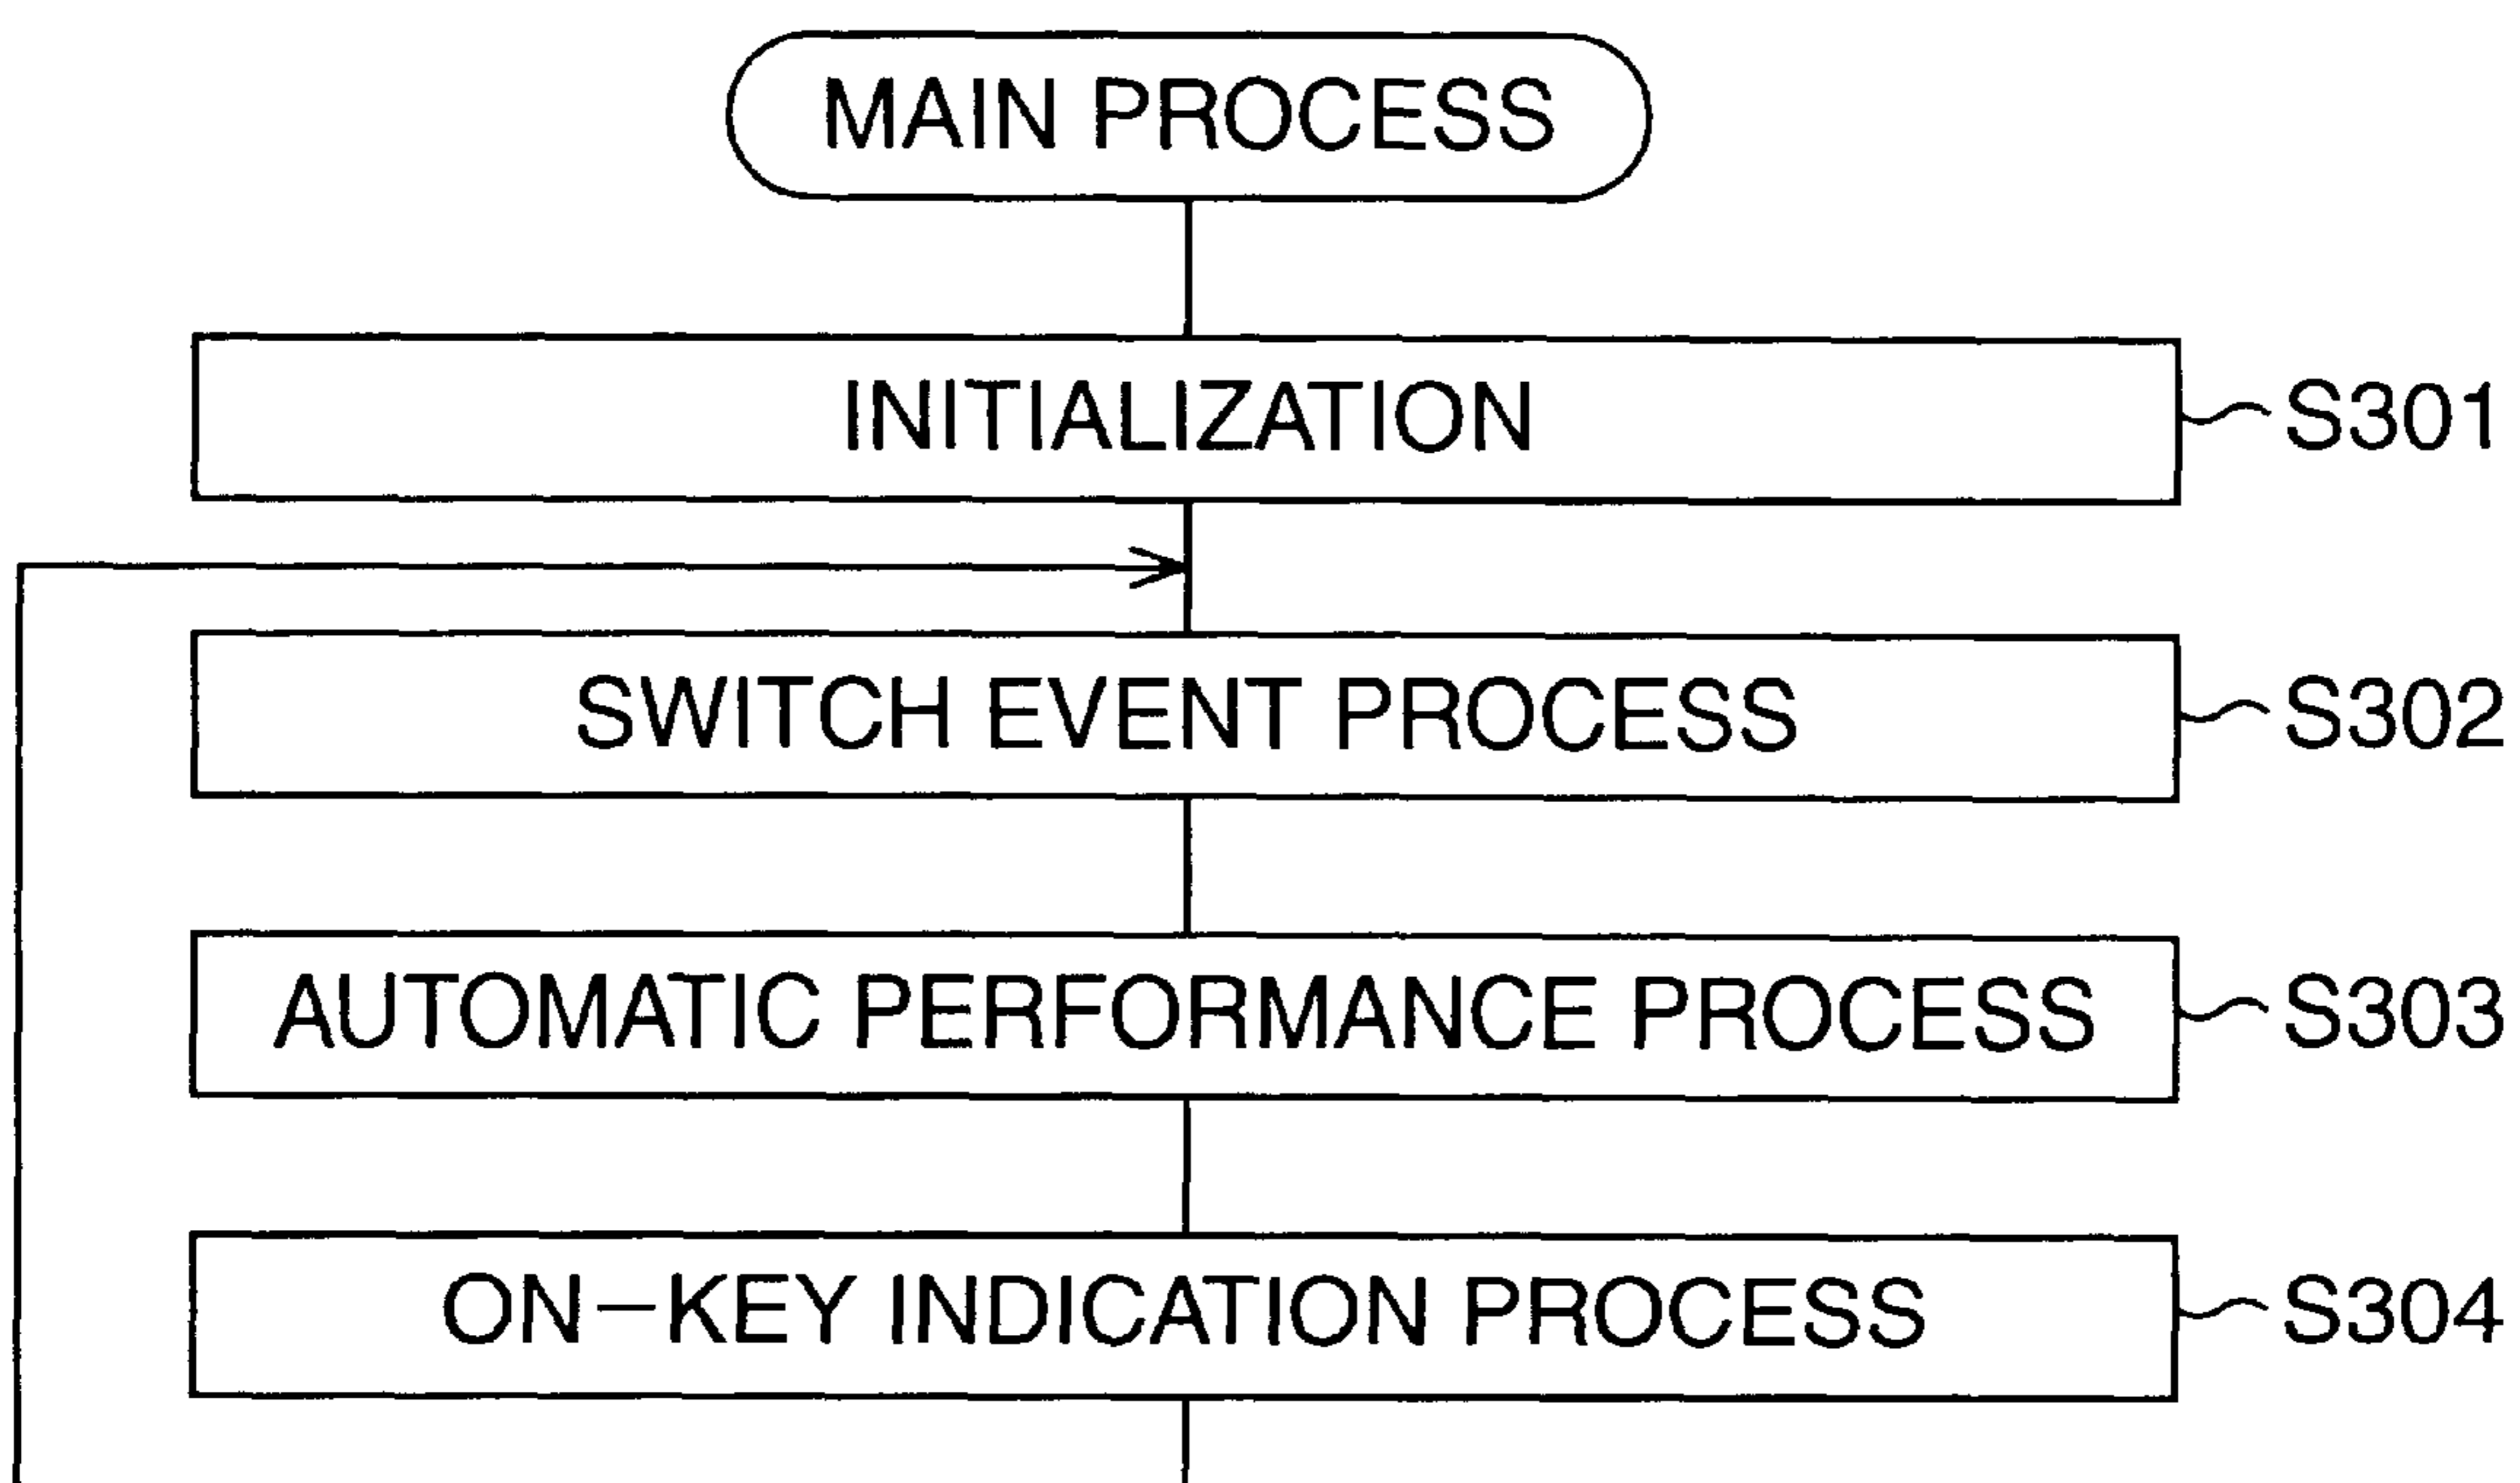 MAIN PROCESS
INITIALIZATION
S301
SWITCH EVENT PROCESS
S302
AUTOMATIC PERFORMANCE PROCESS
S303
ON-KEY INDICATION PROCESS
S304